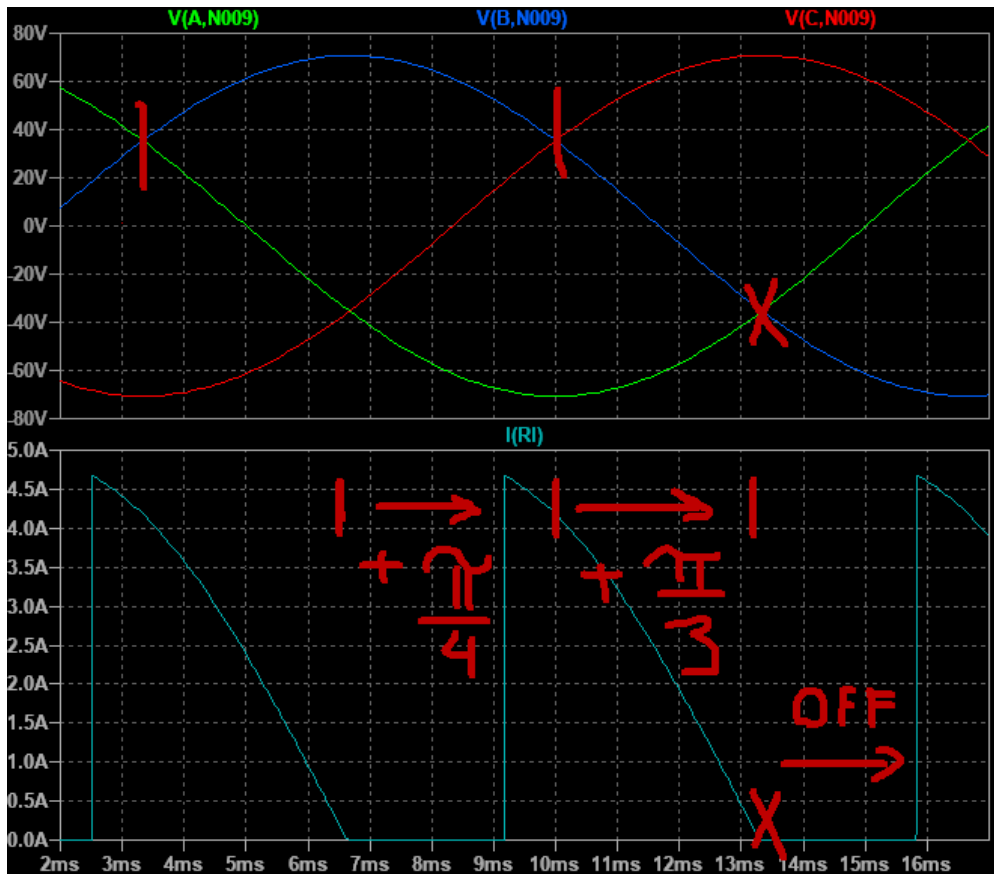 V(A,N009) V(B,N009) V(C,N009)
80V
60V
40V
20V
0V
-20V
-40V
-60V
-80V
I(RI)
5.0A
4.5A
4.0A
3.5A
3.0A
2.5A
2.0A
1.5A
1.0A
0.5A
0.0A
+ π/4
+ π/3
OFF
2ms 3ms 4ms 5ms 6ms 7ms 8ms 9ms 10ms 11ms 12ms 13ms 14ms 15ms 16ms